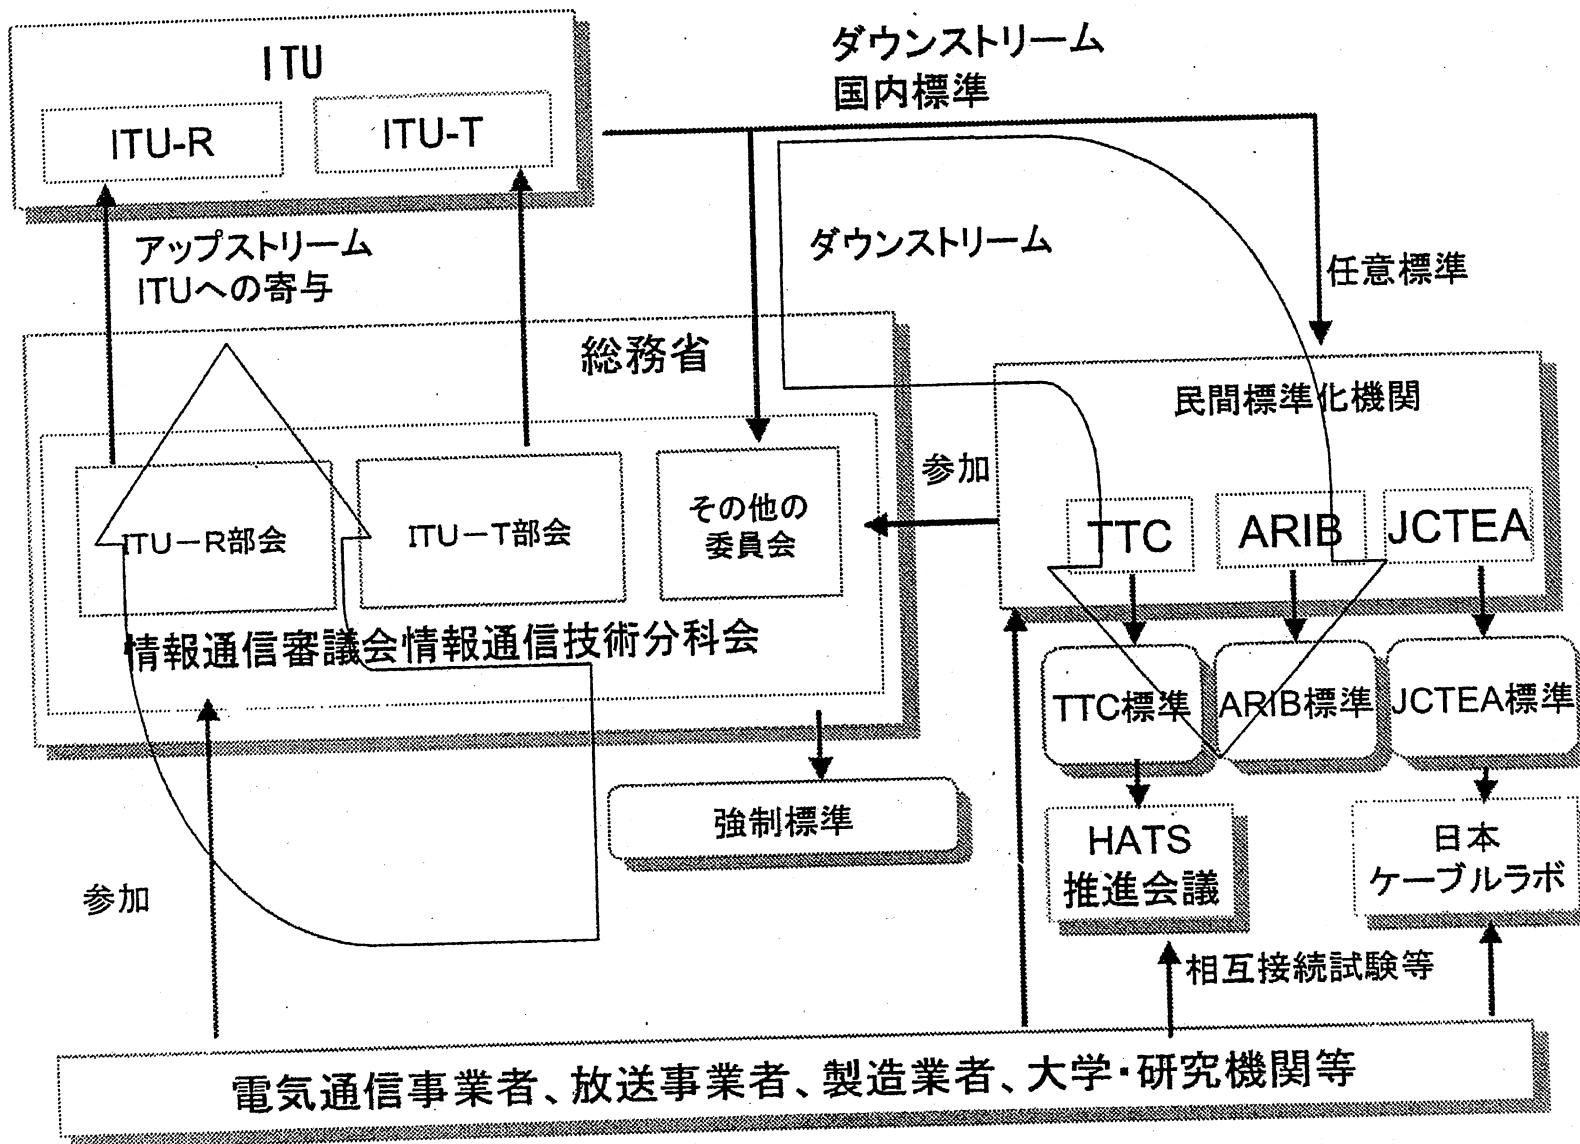 ITU
ITU-R
ITU-T
ダウンストリーム
国内標準
アップストリーム
ITUへの寄与
ダウンストリーム
任意標準
総務省
民間標準化機関
ITU－R部会
ITU－T部会
その他の
委員会
参加
TTC
ARIB
JCTEA
情報通信審議会情報通信技術分科会
TTC標準
ARIB標準
JCTEA標準
強制標準
HATS
推進会議
日本
ケーブルラボ
参加
相互接続試験等
電気通信事業者、放送事業者、製造業者、大学・研究機関等